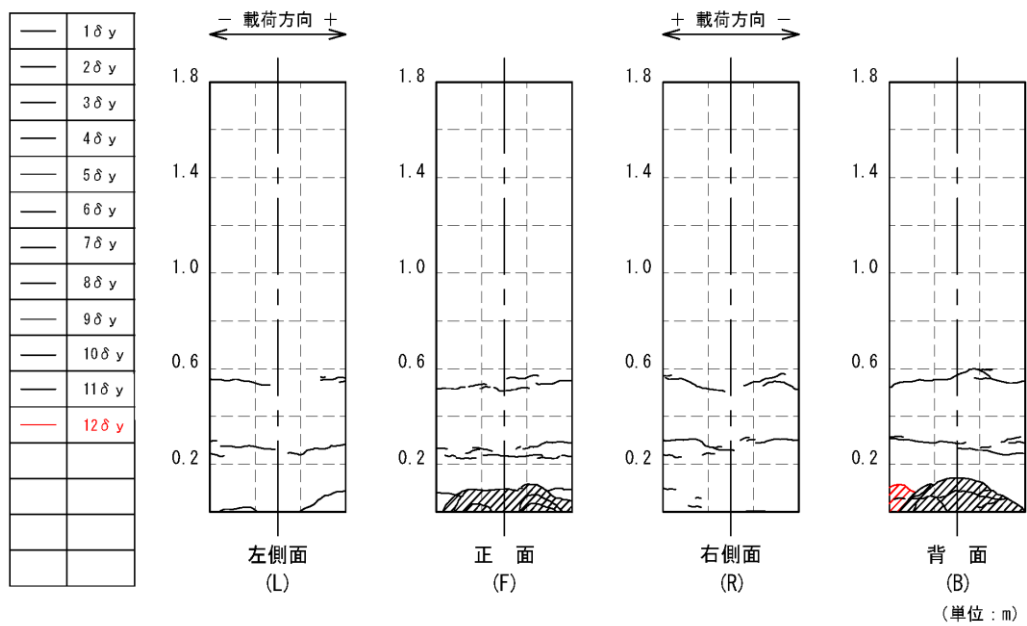 1δy
2δy
3δy
4δy
5δy
6δy
7δy
8δy
9δy
10δy
11δy
12δy
－ 載荷方向 ＋
1.8
1.4
1.0
0.6
0.2
左側面
(L)
1.8
1.4
1.0
0.6
0.2
正　面
(F)
＋ 載荷方向 －
1.8
1.4
1.0
0.6
0.2
右側面
(R)
1.8
1.4
1.0
0.6
0.2
背　面
(B)
(単位：m)